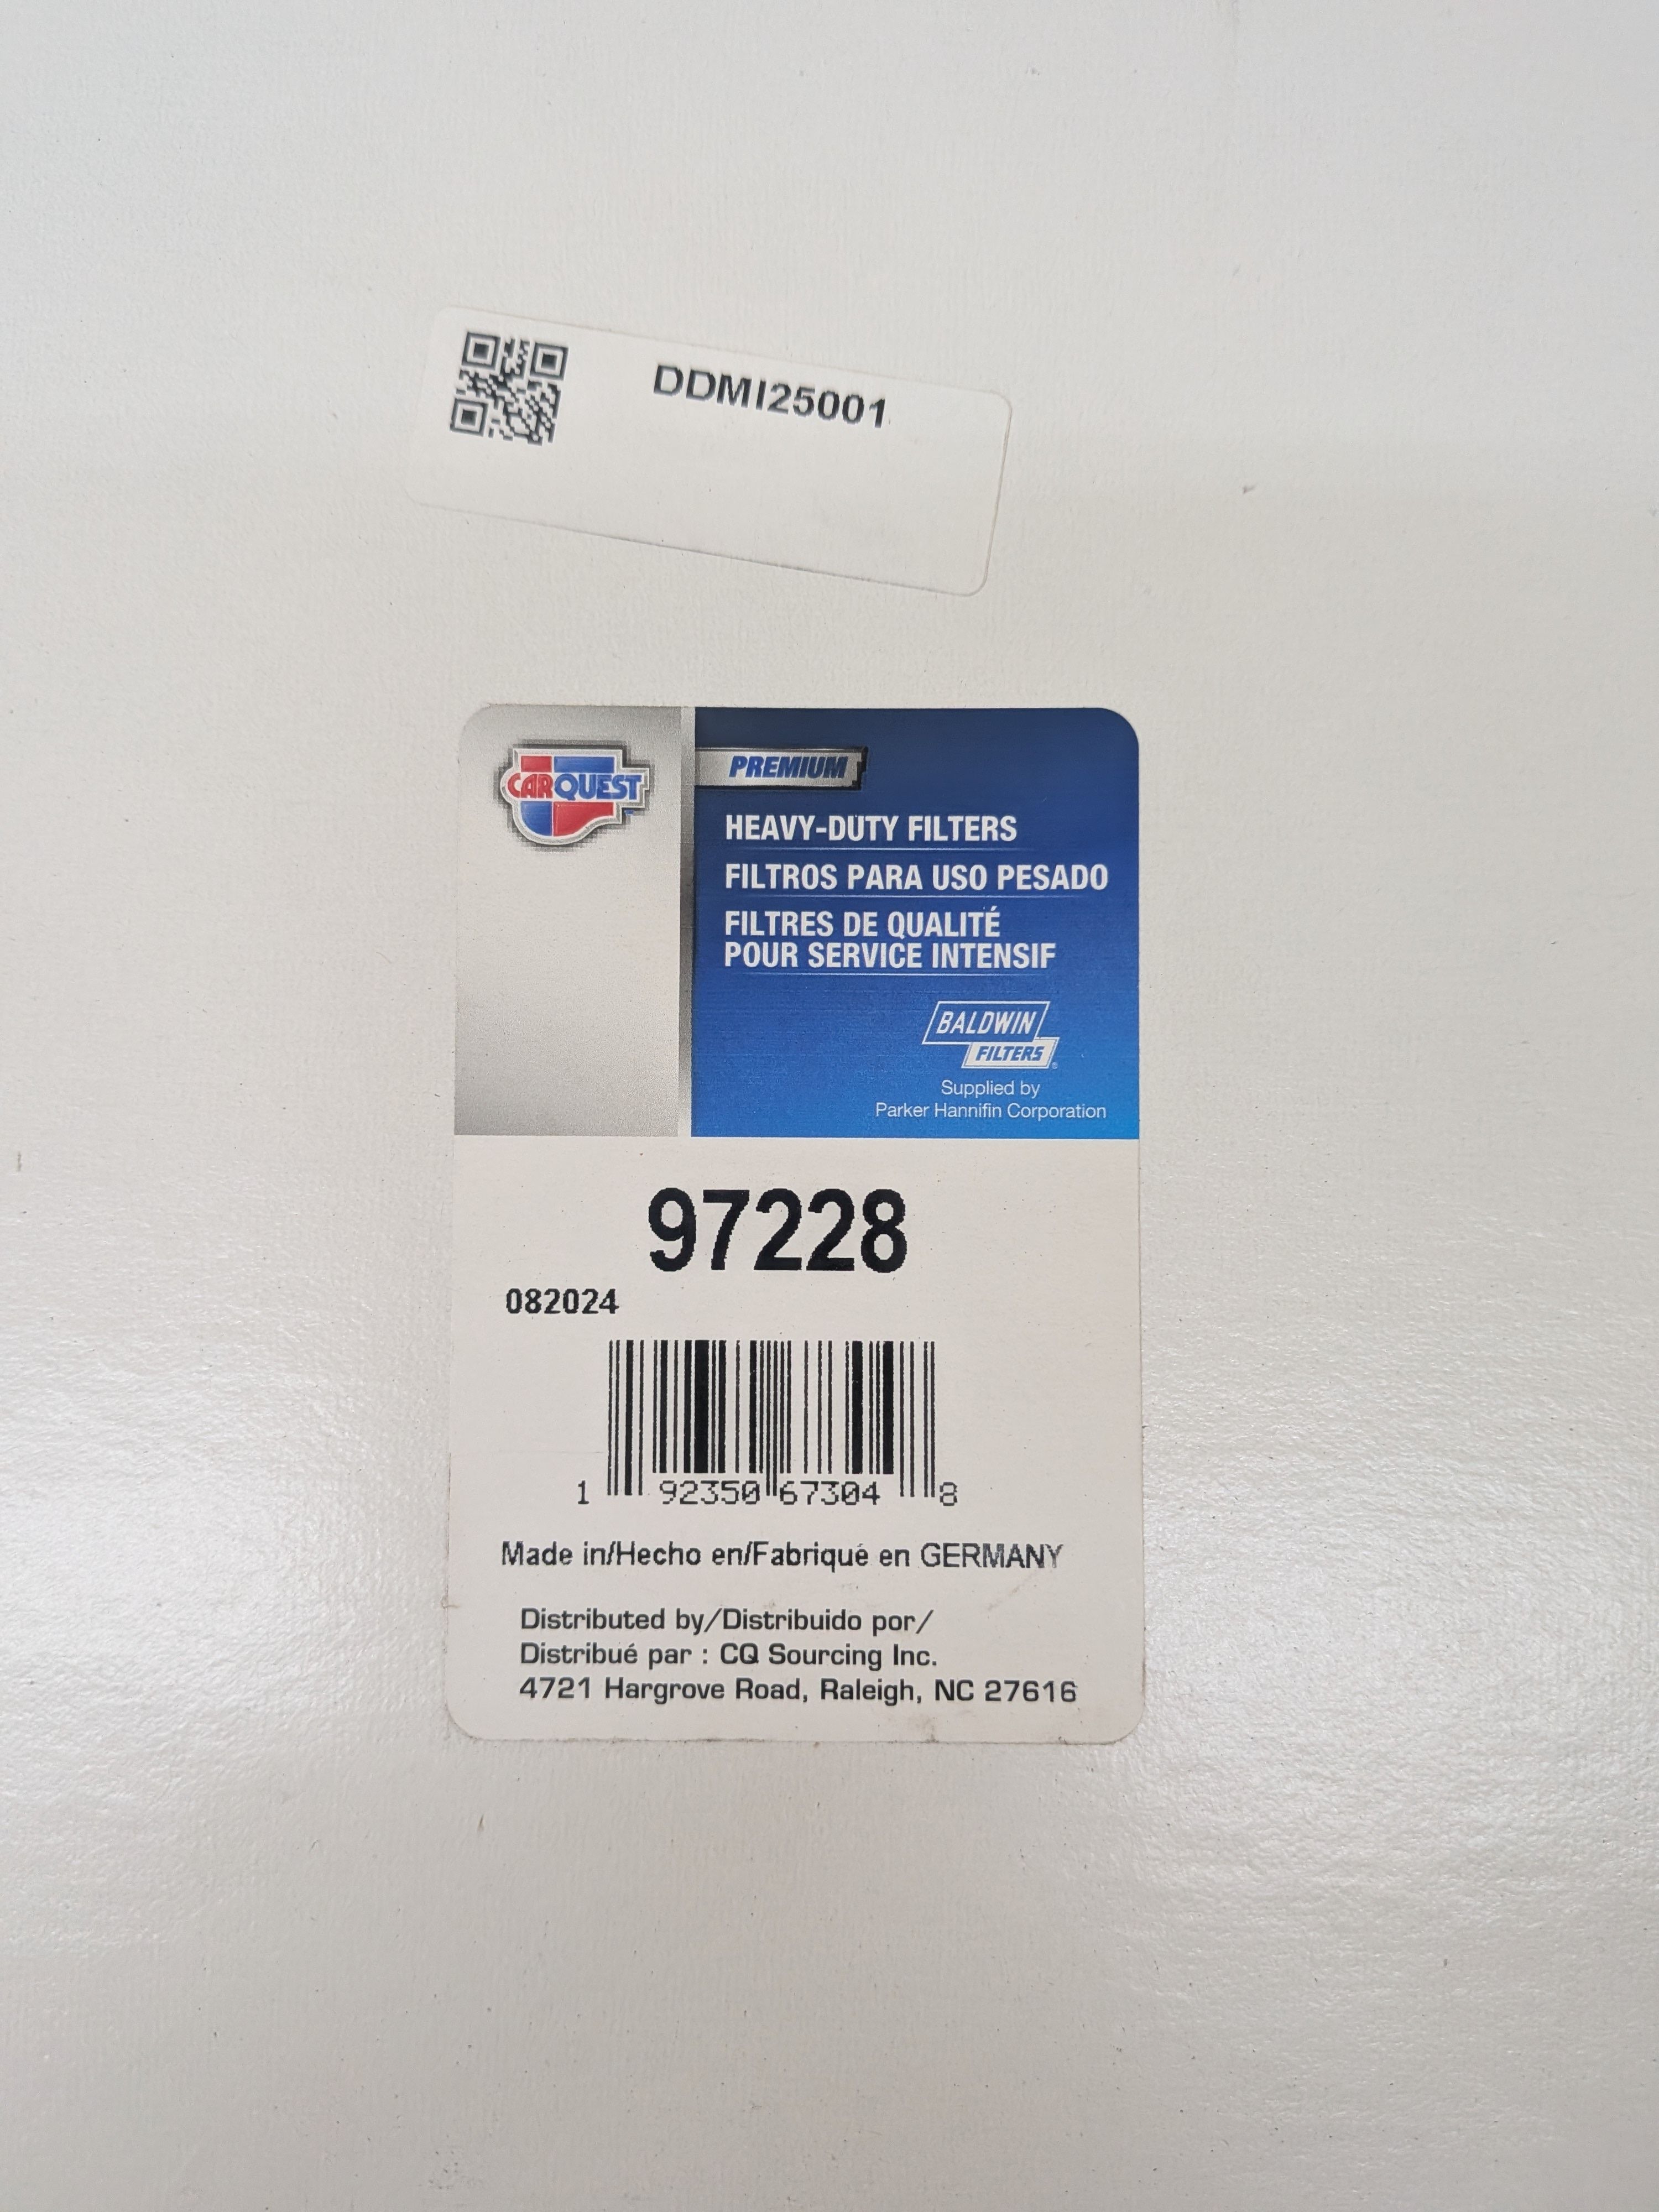 DDMI25001
CARQUEST
PREMIUM
HEAVY-DUTY FILTERS
FILTROS PARA USO PESADO
FILTRES DE QUALITÉ
POUR SERVICE INTENSIF
BALDWIN
FILTERS®
Supplied by
Parker Hannifin Corporation
97228
082024
1 92350 67304 8
Made in/Hecho en/Fabriqué en GERMANY
Distributed by/Distribuido por/
Distribué par : CQ Sourcing Inc.
4721 Hargrove Road, Raleigh, NC 27616